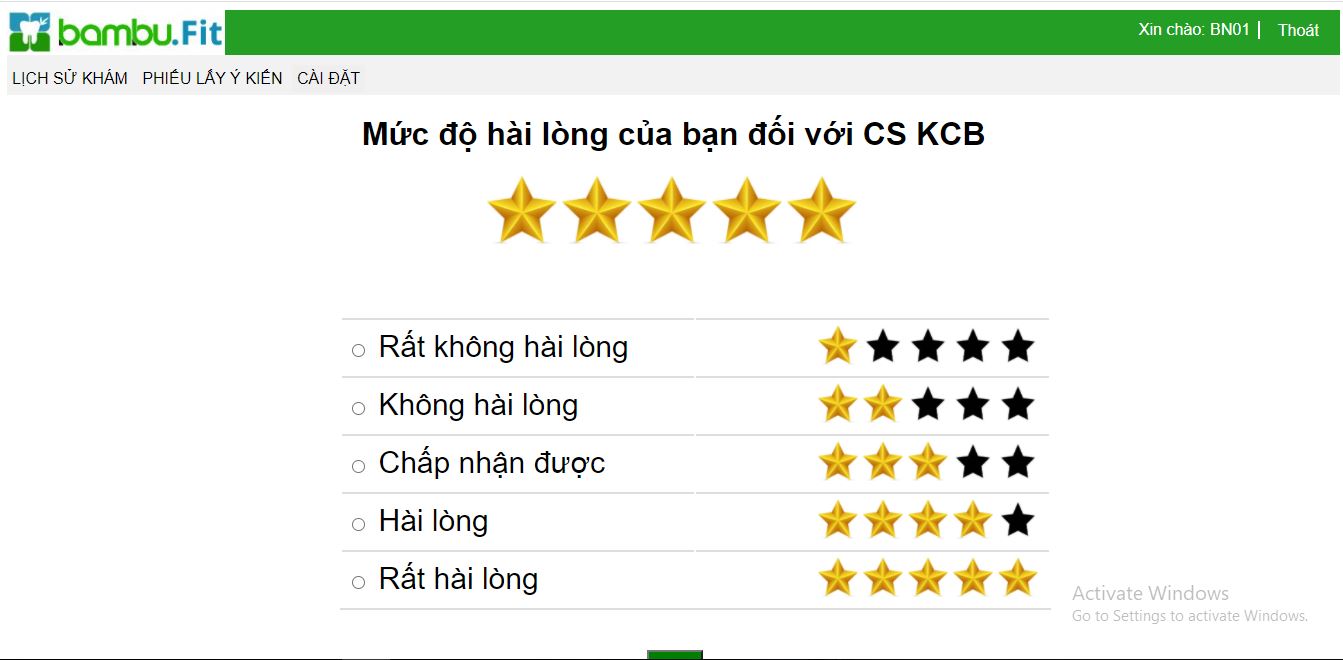 bambu.Fit
Xin chào: BN01 | Thoát
LỊCH SỬ KHÁM PHIẾU LẤY Ý KIẾN CÀI ĐẶT
Mức độ hài lòng của bạn đối với CS KCB
Rất không hài lòng
Không hài lòng
Chấp nhận được
Hài lòng
Rất hài lòng
Activate Windows
Go to Settings to activate Windows.